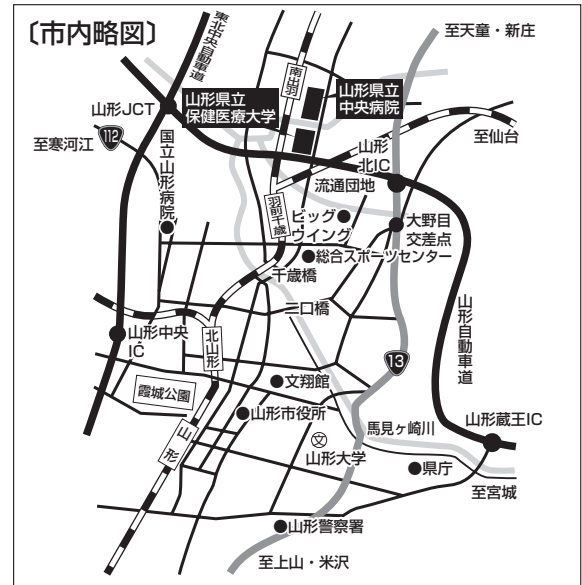 〔市内略図〕
東北中央自動車道
至天童・新庄
南出羽
山形県立
中央病院
山形県立
保健医療大学
山形JCT
112
至寒河江
国立山形病院
至仙台
山形
北IC
流通団地
羽前千歳
ビッグ
ウイング
大野目
交差点
総合スポーツセンター
千歳橋
二口橋
山形自動車道
山形中央
IC
北山形
13
霞城公園
文翔館
山形市役所
馬見ヶ崎川
山形蔵王IC
山形
文
山形大学
県庁
至宮城
山形警察署
至上山・米沢